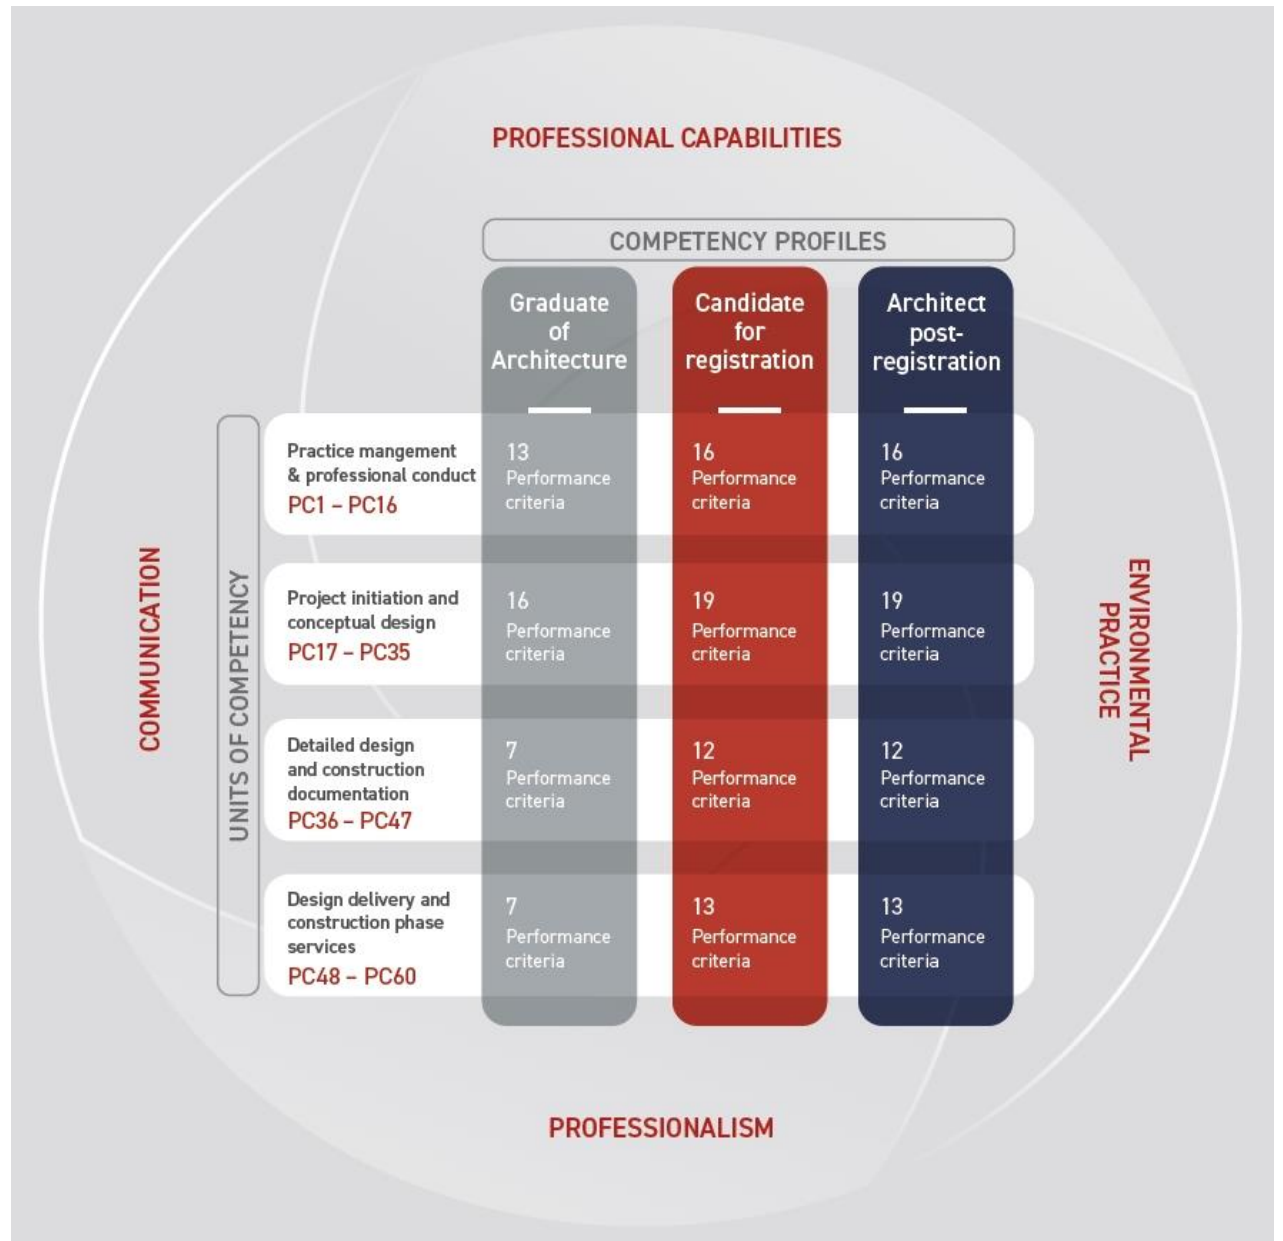 PROFESSIONAL CAPABILITIES
COMPETENCY PROFILES
Graduate
of
Architecture
Candidate
for
registration
Architect
post-
registration
COMMUNICATION
UNITS OF COMPETENCY
Practice mangement
& professional conduct
PC1 – PC16
13
Performance
criteria
16
Performance
criteria
16
Performance
criteria
Project initiation and
conceptual design
PC17 – PC35
16
Performance
criteria
19
Performance
criteria
19
Performance
criteria
Detailed design
and construction
documentation
PC36 – PC47
7
Performance
criteria
12
Performance
criteria
12
Performance
criteria
Design delivery and
construction phase
services
PC48 – PC60
7
Performance
criteria
13
Performance
criteria
13
Performance
criteria
ENVIRONMENTAL
PRACTICE
PROFESSIONALISM